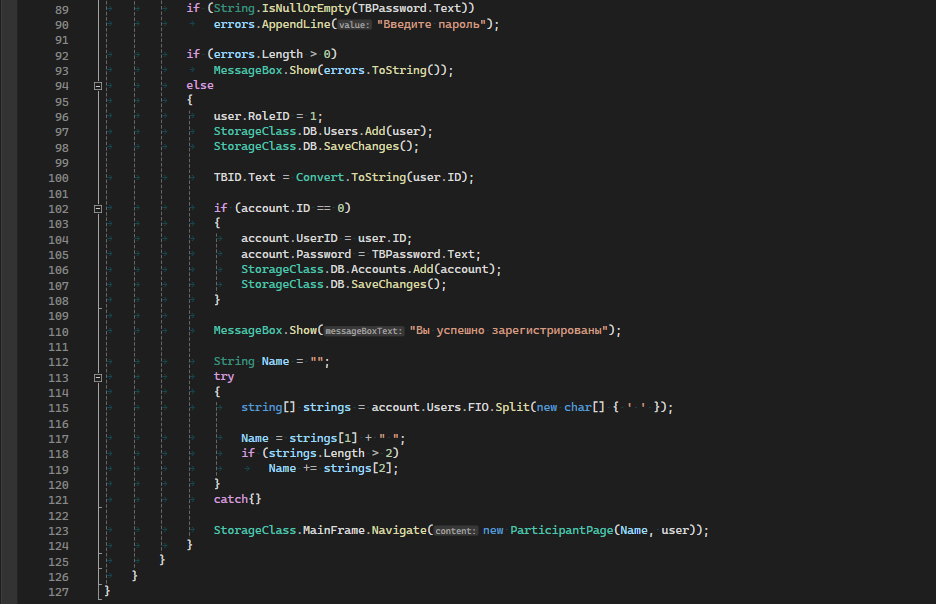 89 if (String.IsNullOrEmpty(TBPassword.Text))
90 errors.AppendLine(value: "Введите пароль");
91
92 if (errors.Length > 0)
93 MessageBox.Show(errors.ToString());
94 else
95 {
96 user.RoleID = 1;
97 StorageClass.DB.Users.Add(user);
98 StorageClass.DB.SaveChanges();
99
100 TBID.Text = Convert.ToString(user.ID);
101
102 if (account.ID == 0)
103 {
104 account.UserID = user.ID;
105 account.Password = TBPassword.Text;
106 StorageClass.DB.Accounts.Add(account);
107 StorageClass.DB.SaveChanges();
108 }
109
110 MessageBox.Show(messageBoxText: "Вы успешно зарегистрированы");
111
112 String Name = "";
113 try
114 {
115 string[] strings = account.Users.FIO.Split(new char[] { ' ' });
116
117 Name = strings[1] + " ";
118 if (strings.Length > 2)
119 Name += strings[2];
120 }
121 catch{}
122
123 StorageClass.MainFrame.Navigate(content: new ParticipantPage(Name, user));
124 }
125 }
126 }
127 }